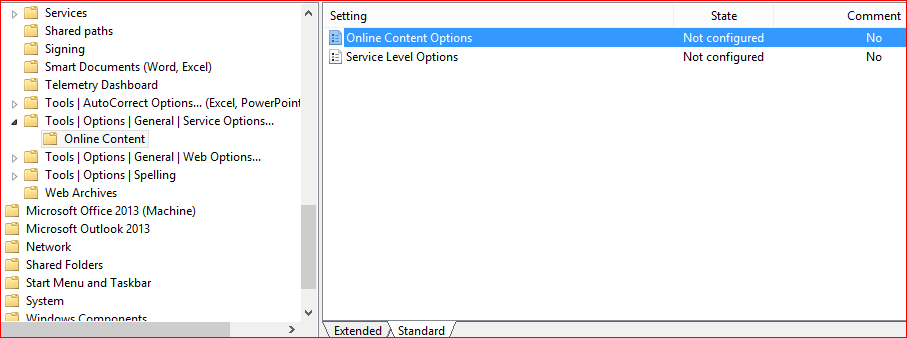 Services
Shared paths
Signing
Smart Documents (Word, Excel)
Telemetry Dashboard
Tools | AutoCorrect Options... (Excel, PowerPoint
Tools | Options | General | Service Options...
Online Content
Tools | Options | General | Web Options...
Tools | Options | Spelling
Web Archives
Microsoft Office 2013 (Machine)
Microsoft Outlook 2013
Network
Shared Folders
Start Menu and Taskbar
System
Windows Components
Setting State Comment
Online Content Options Not configured No
Service Level Options Not configured No
Extended Standard